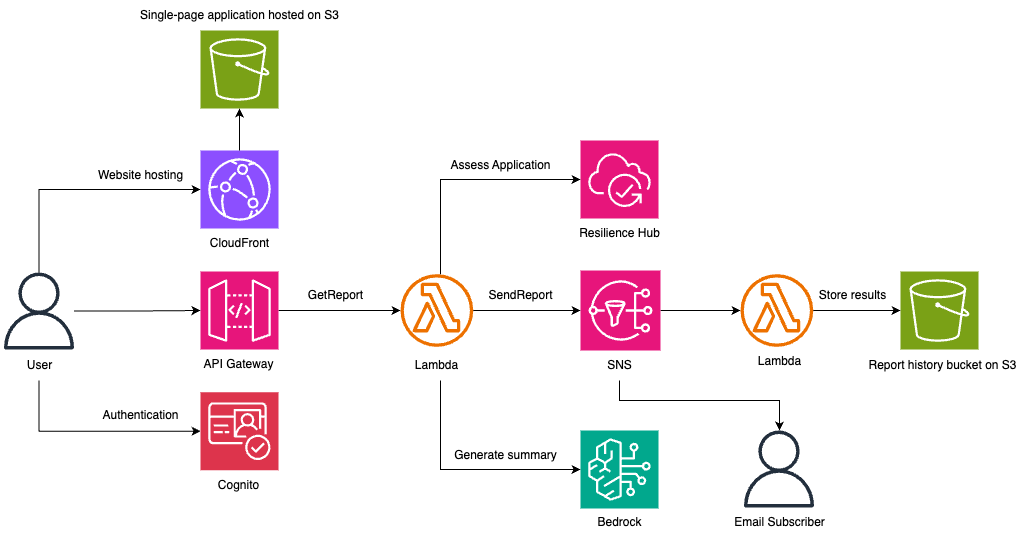 Single-page application hosted on S3
Website hosting
CloudFront
Assess Application
Resilience Hub
User
GetReport
API Gateway
SendReport
Lambda
SNS
Store results
Lambda
Report history bucket on S3
Authentication
Cognito
Generate summary
Bedrock
Email Subscriber